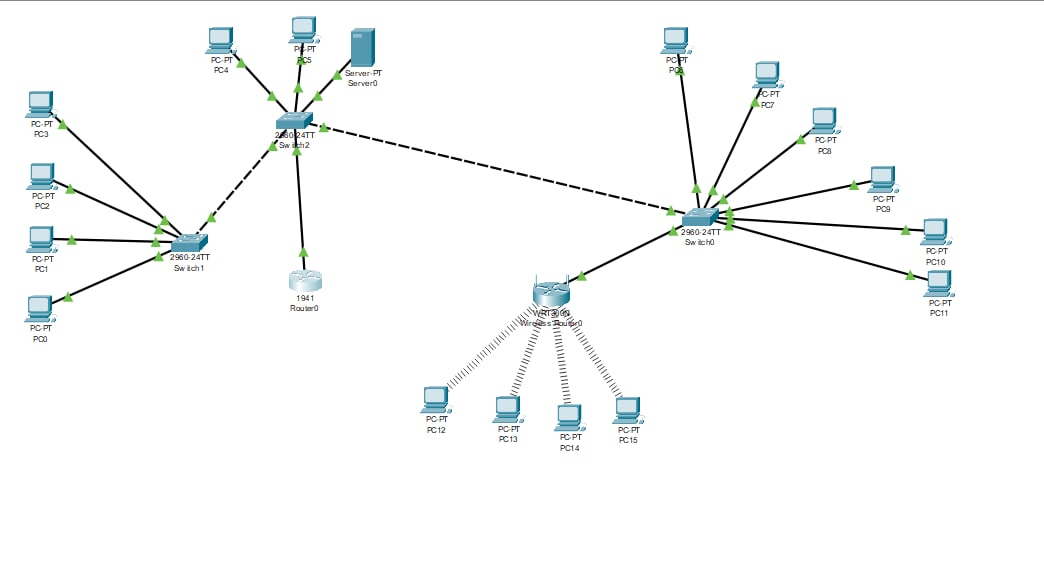 PC-PT
PC4
PC-PT
PC5
Server-PT
Server0
PC-PT
PC6
PC-PT
PC7
PC-PT
PC3
2960-24TT
Switch2
PC-PT
PC8
PC-PT
PC2
PC-PT
PC9
2960-24TT
Switch0
PC-PT
PC1
2960-24TT
Switch1
PC-PT
PC10
1941
Router0
PC-PT
PC11
WRT300N
Wireless Router0
PC-PT
PC0
PC-PT
PC12
PC-PT
PC13
PC-PT
PC14
PC-PT
PC15